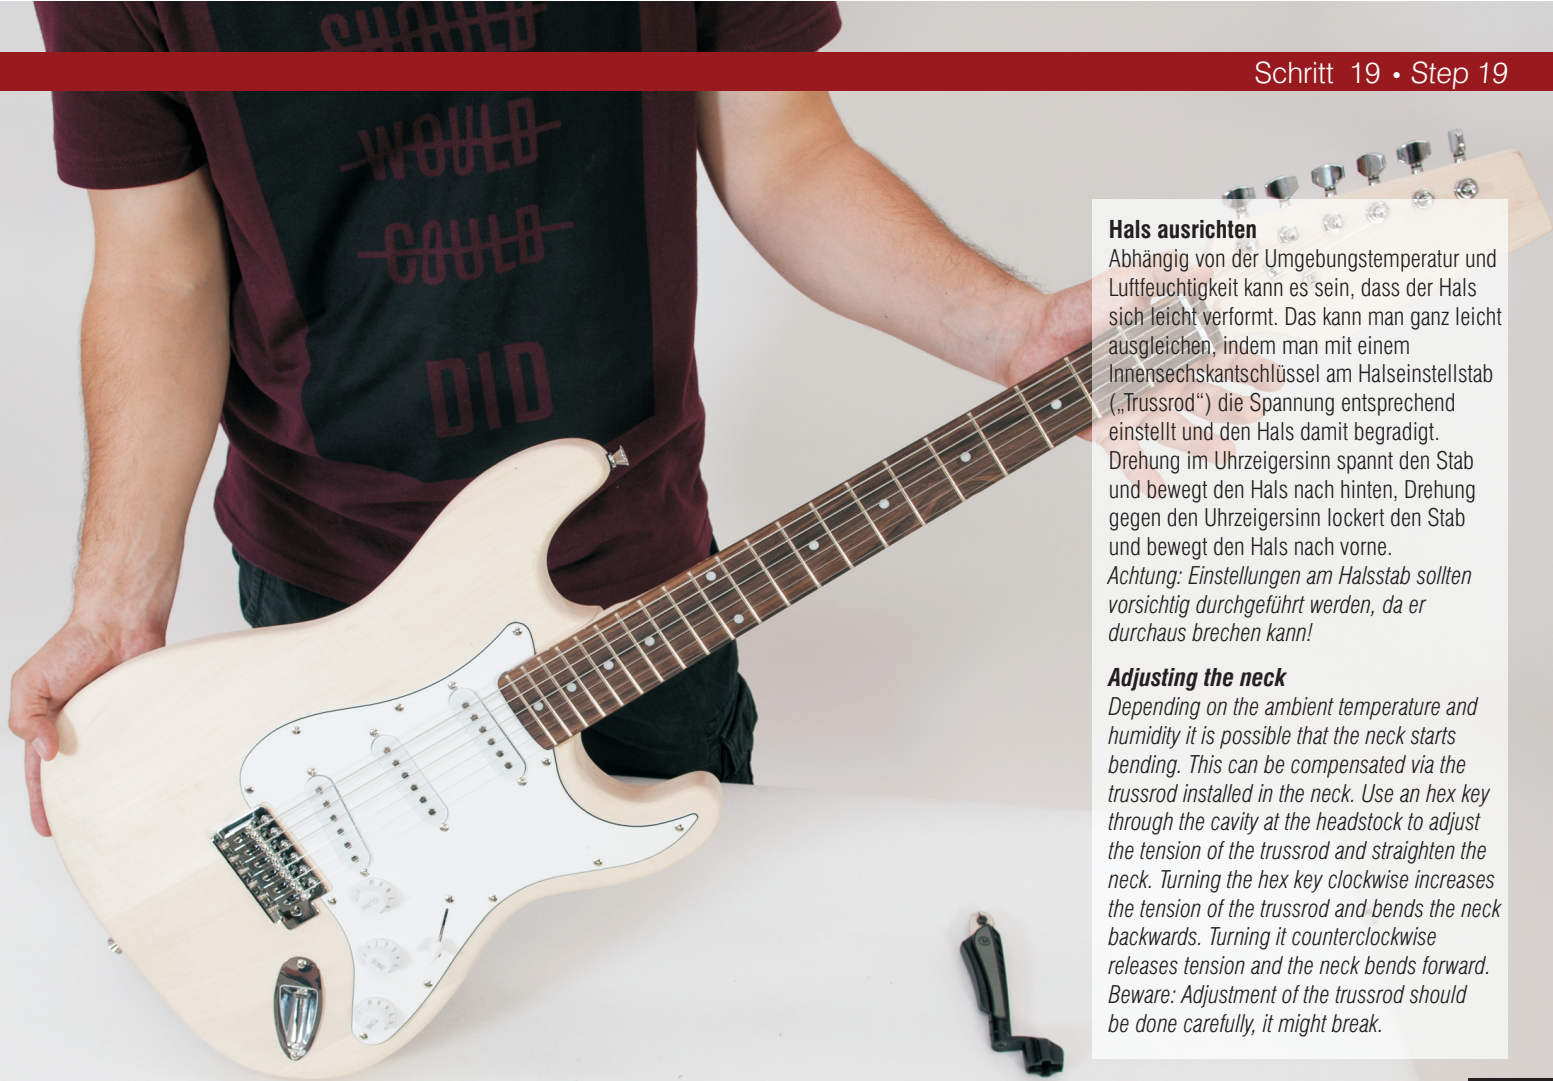 SHOULD
Schritt 19 • Step 19
WOULD
COULD
DID
Hals ausrichten
Abhängig von der Umgebungstemperatur und
Luftfeuchtigkeit kann es sein, dass der Hals
sich leicht verformt. Das kann man ganz leicht
ausgleichen, indem man mit einem
Innensechskantschlüssel am Halseinstellstab
(„Trussrod“) die Spannung entsprechend
einstellt und den Hals damit begradigt.
Drehung im Uhrzeigersinn spannt den Stab
und bewegt den Hals nach hinten, Drehung
gegen den Uhrzeigersinn lockert den Stab
und bewegt den Hals nach vorne.
Achtung: Einstellungen am Halsstab sollten
vorsichtig durchgeführt werden, da er
durchaus brechen kann!
Adjusting the neck
Depending on the ambient temperature and
humidity it is possible that the neck starts
bending. This can be compensated via the
trussrod installed in the neck. Use an hex key
through the cavity at the headstock to adjust
the tension of the trussrod and straighten the
neck. Turning the hex key clockwise increases
the tension of the trussrod and bends the neck
backwards. Turning it counterclockwise
releases tension and the neck bends forward.
Beware: Adjustment of the trussrod should
be done carefully, it might break.